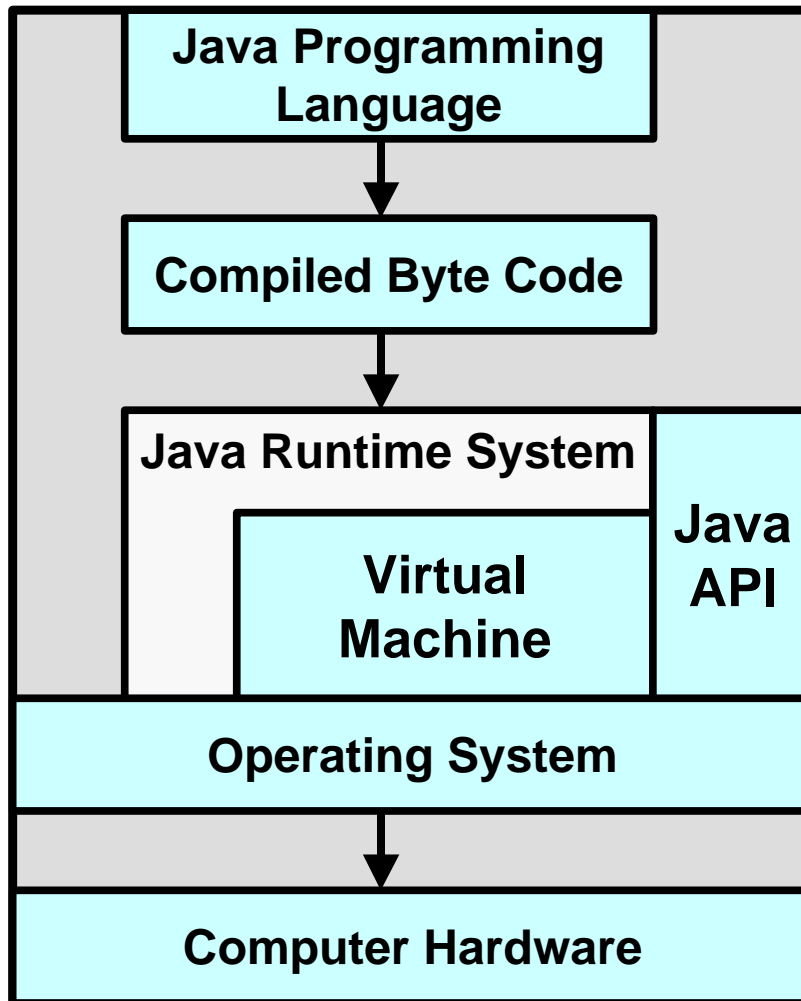 Java Programming
Language
Compiled Byte Code
Java Runtime System
Java
API
Virtual
Machine
Operating System
Computer Hardware